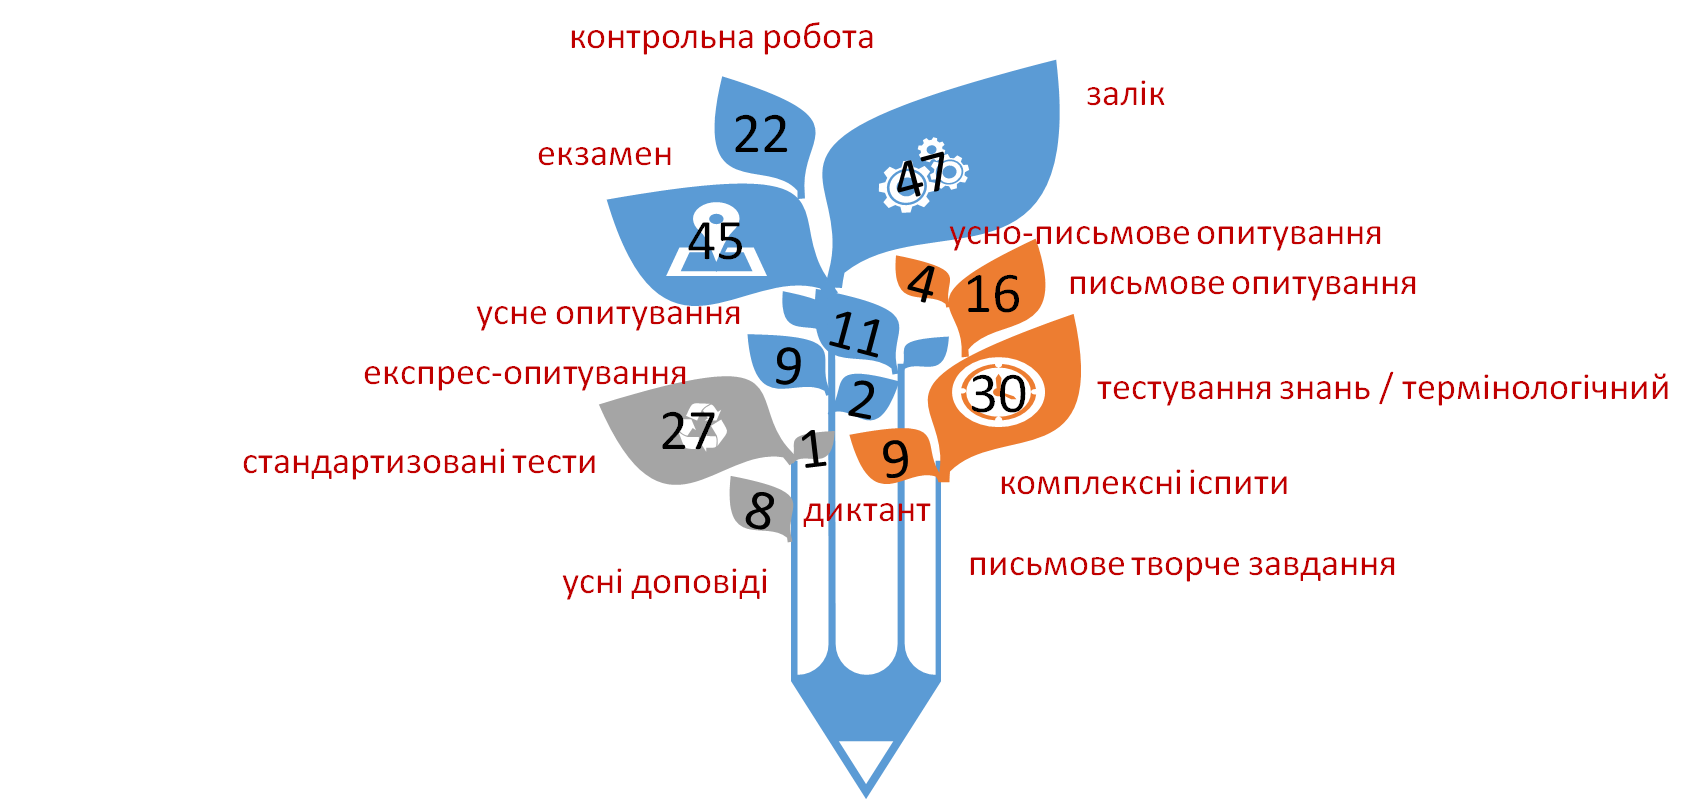 контрольна робота
залік
22
екзамен
47
45
усно-письмове опитування
4
16
письмове опитування
усне опитування
11
експрес-опитування
9
2
30
тестування знань / термінологічний
27
1
9
стандартизовані тести
комплексні іспити
8
диктант
письмове творче завдання
усні доповіді